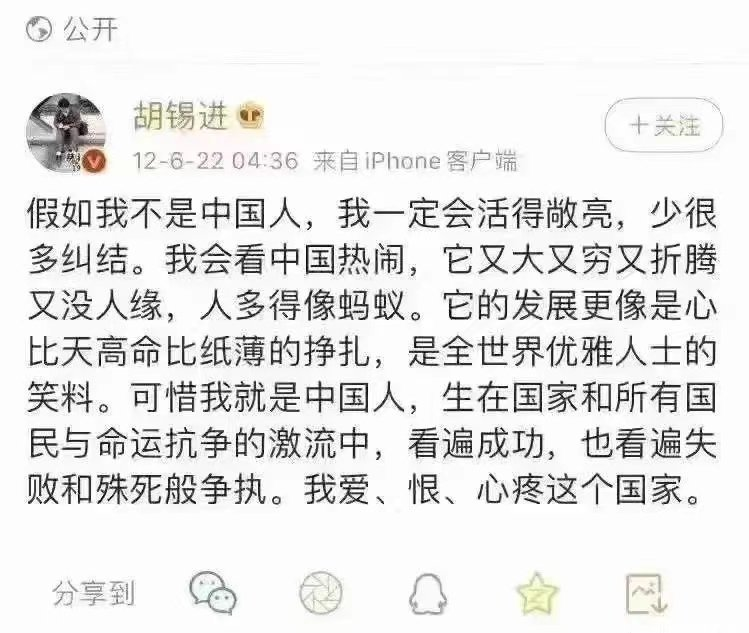 公开
胡锡进
12-6-22 04:36 来自iPhone客户端
+关注
假如我不是中国人，我一定会活得敞亮，少很
多纠结。我会看中国热闹，它又大又穷又折腾
又没人缘，人多得像蚂蚁。它的发展更像是心
比天高命比纸薄的挣扎，是全世界优雅人士的
笑料。可惜我就是中国人，生在国家和所有国
民与命运抗争的激流中，看遍成功，也看遍失
败和殊死般争执。我爱、恨、心疼这个国家。
分享到